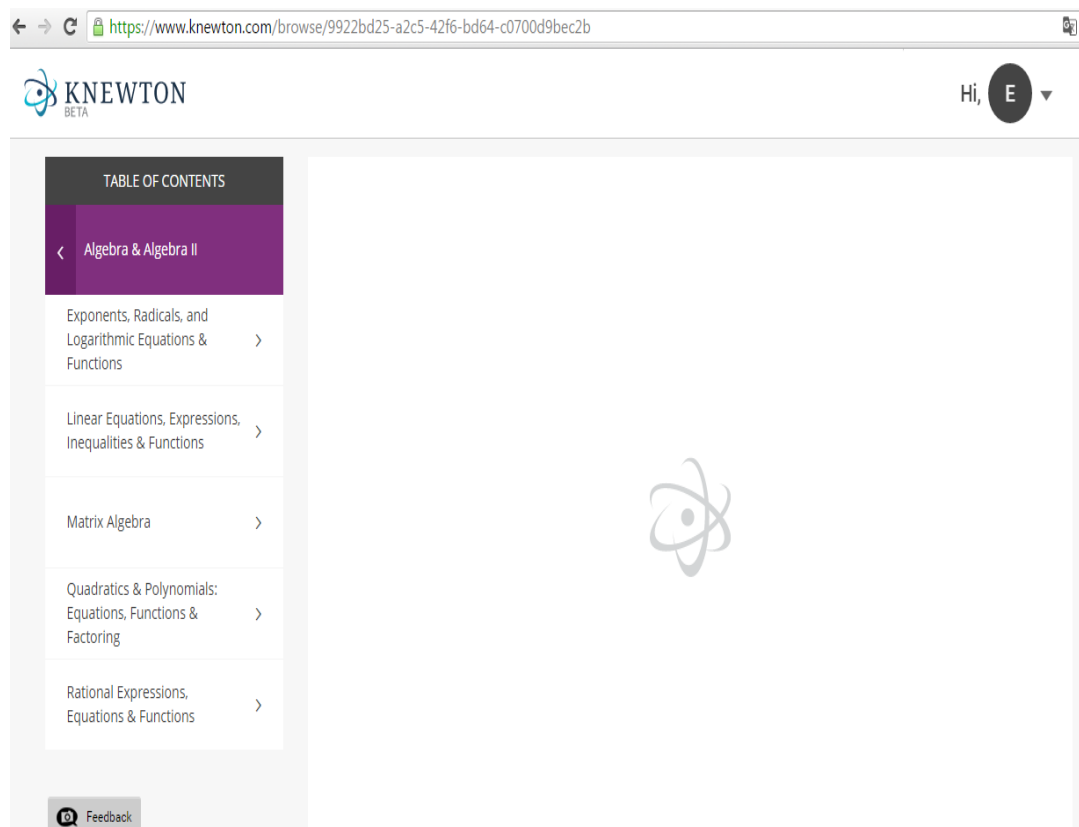 https://www.knewton.com/browse/9922bd25-a2c5-42f6-bd64-c0700d9bec2b
KNEWTON
BETA
Hi, E
TABLE OF CONTENTS
Algebra & Algebra II
Exponents, Radicals, and
Logarithmic Equations &
Functions
Linear Equations, Expressions,
Inequalities & Functions
Matrix Algebra
Quadratics & Polynomials:
Equations, Functions &
Factoring
Rational Expressions,
Equations & Functions
Feedback